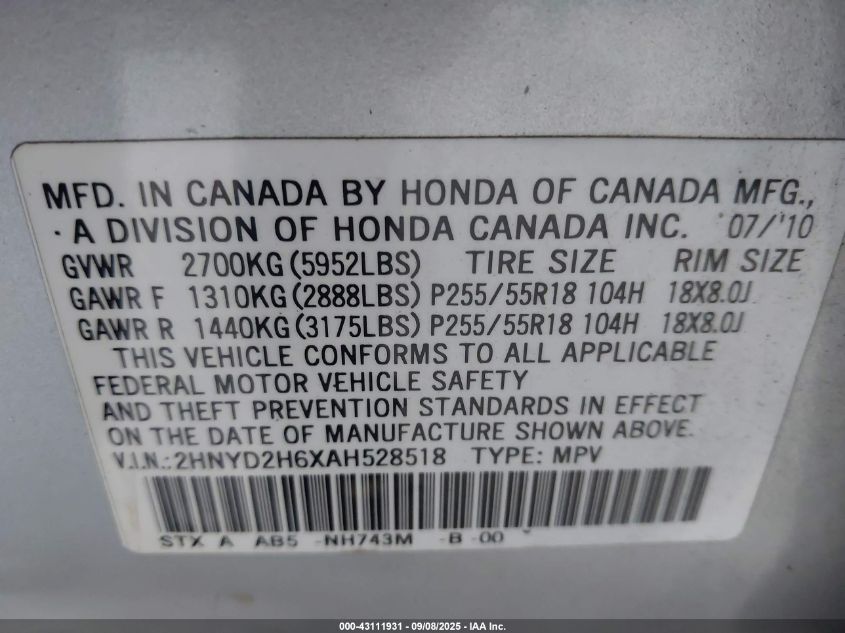 MFD. IN CANADA BY HONDA OF CANADA MFG.,
A DIVISION OF HONDA CANADA INC. 07/'10
GVWR 2700KG (5952LBS) TIRE SIZE RIM SIZE
GAWR F 1310KG (2888LBS) P255/55R18 104H 18X8.0J
GAWR R 1440KG (3175LBS) P255/55R18 104H 18X8.0J
THIS VEHICLE CONFORMS TO ALL APPLICABLE
FEDERAL MOTOR VEHICLE SAFETY
AND THEFT PREVENTION STANDARDS IN EFFECT
ON THE DATE OF MANUFACTURE SHOWN ABOVE.
V.I.N.: 2HNYD2H6XAH528518 TYPE: MPV
STX A AB5 -NH743M -B -00
000-43111931 - 09/08/2025 - IAA Inc.